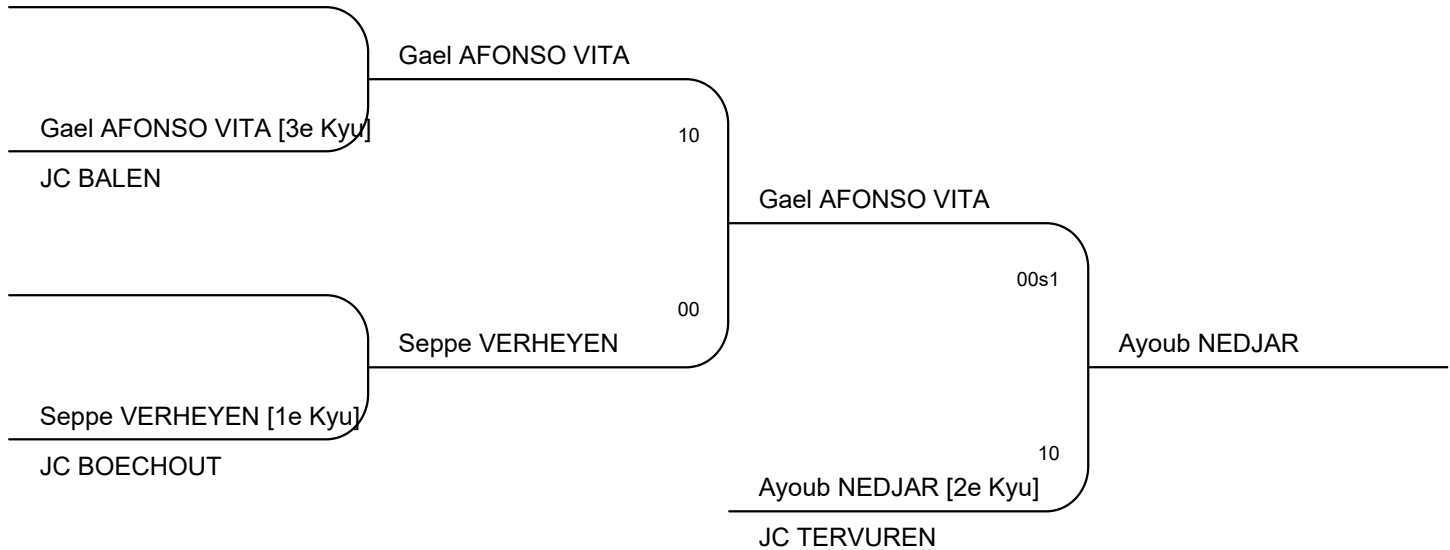 Gael AFONSO VITA
Gael AFONSO VITA [3e Kyu]
10
JC BALEN
Gael AFONSO VITA
00s1
00
Seppe VERHEYEN
Ayoub NEDJAR
Seppe VERHEYEN [1e Kyu]
JC BOECHOUT
10
Ayoub NEDJAR [2e Kyu]
JC TERVUREN